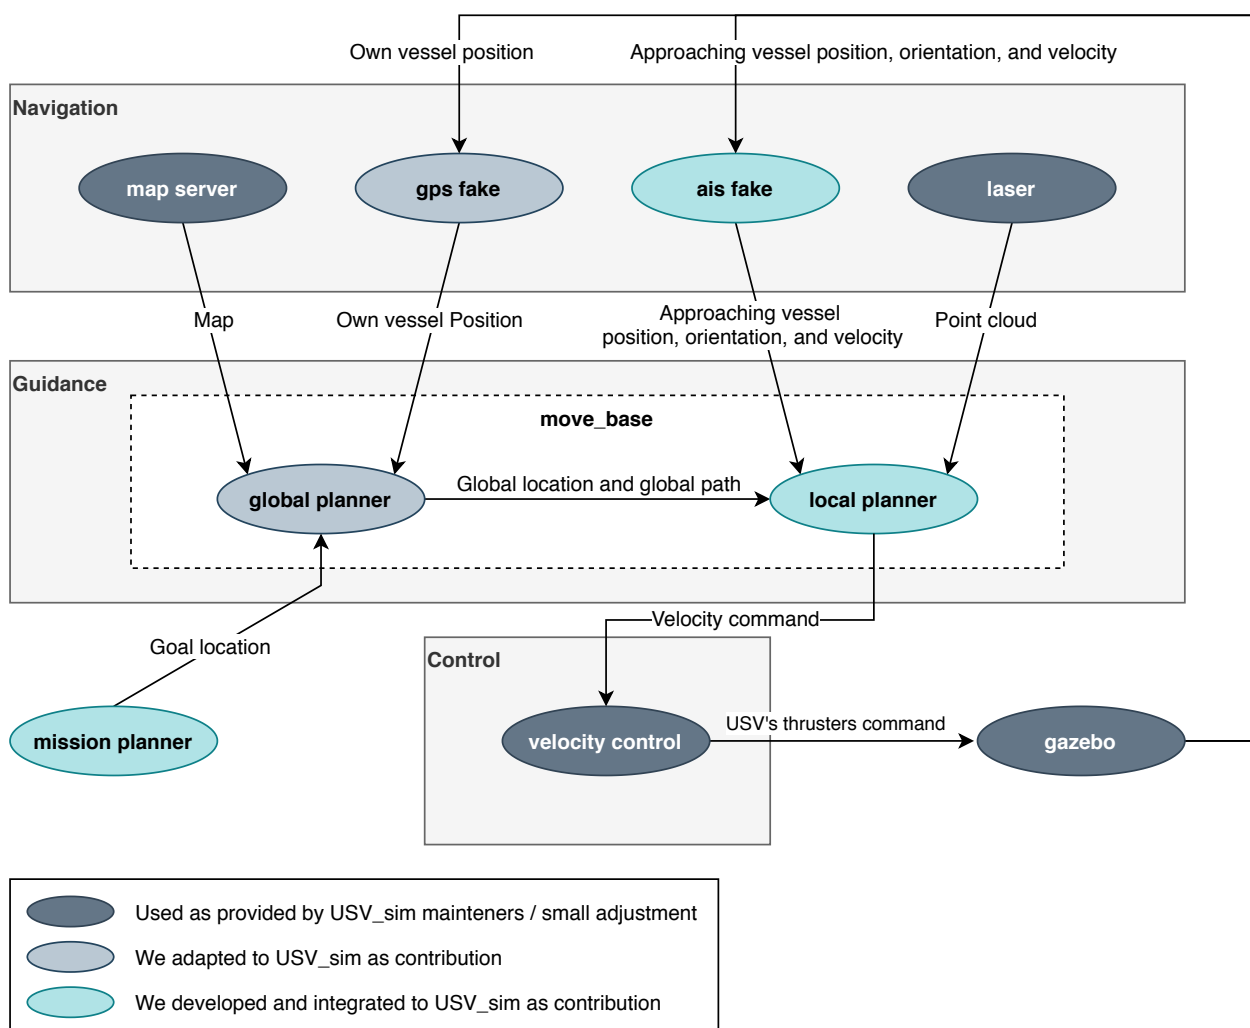 Own vessel position
Approaching vessel position, orientation, and velocity
Navigation
map server
gps fake
ais fake
laser
Map
Own vessel Position
Approaching vessel
position, orientation, and velocity
Point cloud
Guidance
move_base
global planner
Global location and global path
local planner
Goal location
Velocity command
Control
mission planner
velocity control
USV's thrusters command
gazebo
Used as provided by USV_sim mainteners / small adjustment
We adapted to USV_sim as contribution
We developed and integrated to USV_sim as contribution